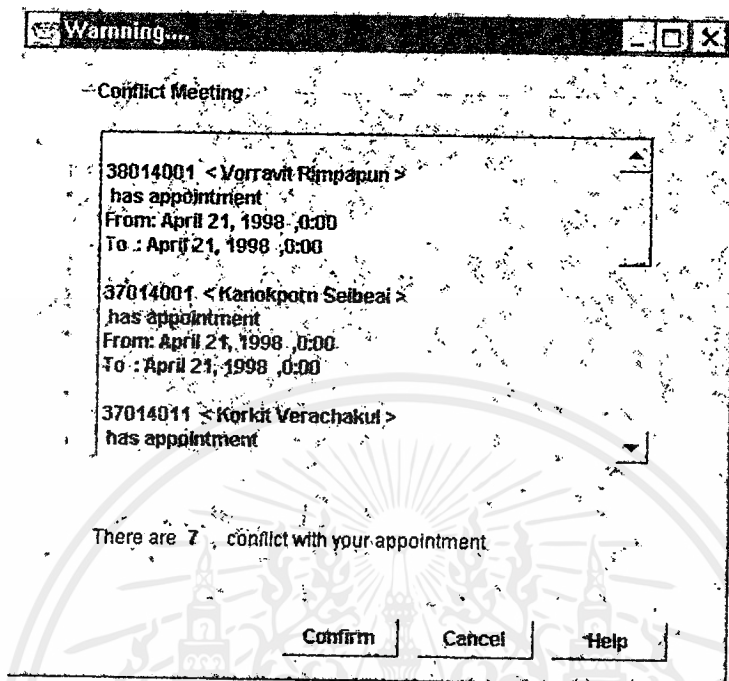 Warnning....
Conflict Meeting
38014001 < Vorravit Rimpapun >
has appointment
From: April 21, 1998 ,0:00
To : April 21, 1998 ,0:00
37014001 < Kanokporn Seibeai >
has appointment
From: April 21, 1998 ,0:00
To : April 21, 1998 ,0:00
37014011 < Korkit Verachakul >
has appointment
There are 7 , conflict with your appointment
Confirm Cancel Help